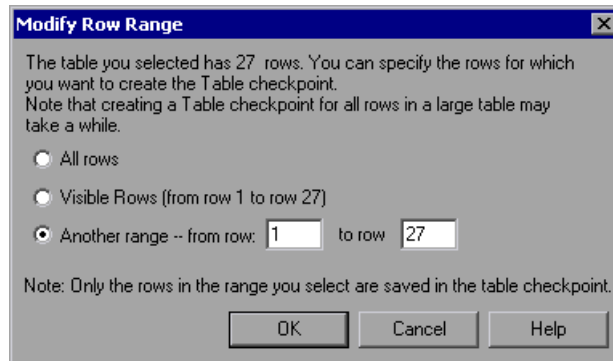 Modify Row Range
The table you selected has 27 rows. You can specify the rows for which
you want to create the Table checkpoint.
Note that creating a Table checkpoint for all rows in a large table may
take a while.
All rows
Visible Rows (from row 1 to row 27)
Another range -- from row: 1 to row 27
Note: Only the rows in the range you select are saved in the table checkpoint.
OK Cancel Help